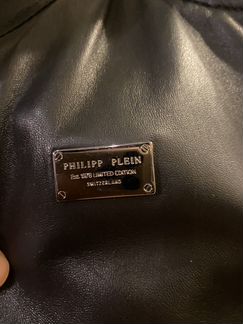 PHILIPP PLEIN
Est. 1978 LIMITED EDITION
SWITZERLAND